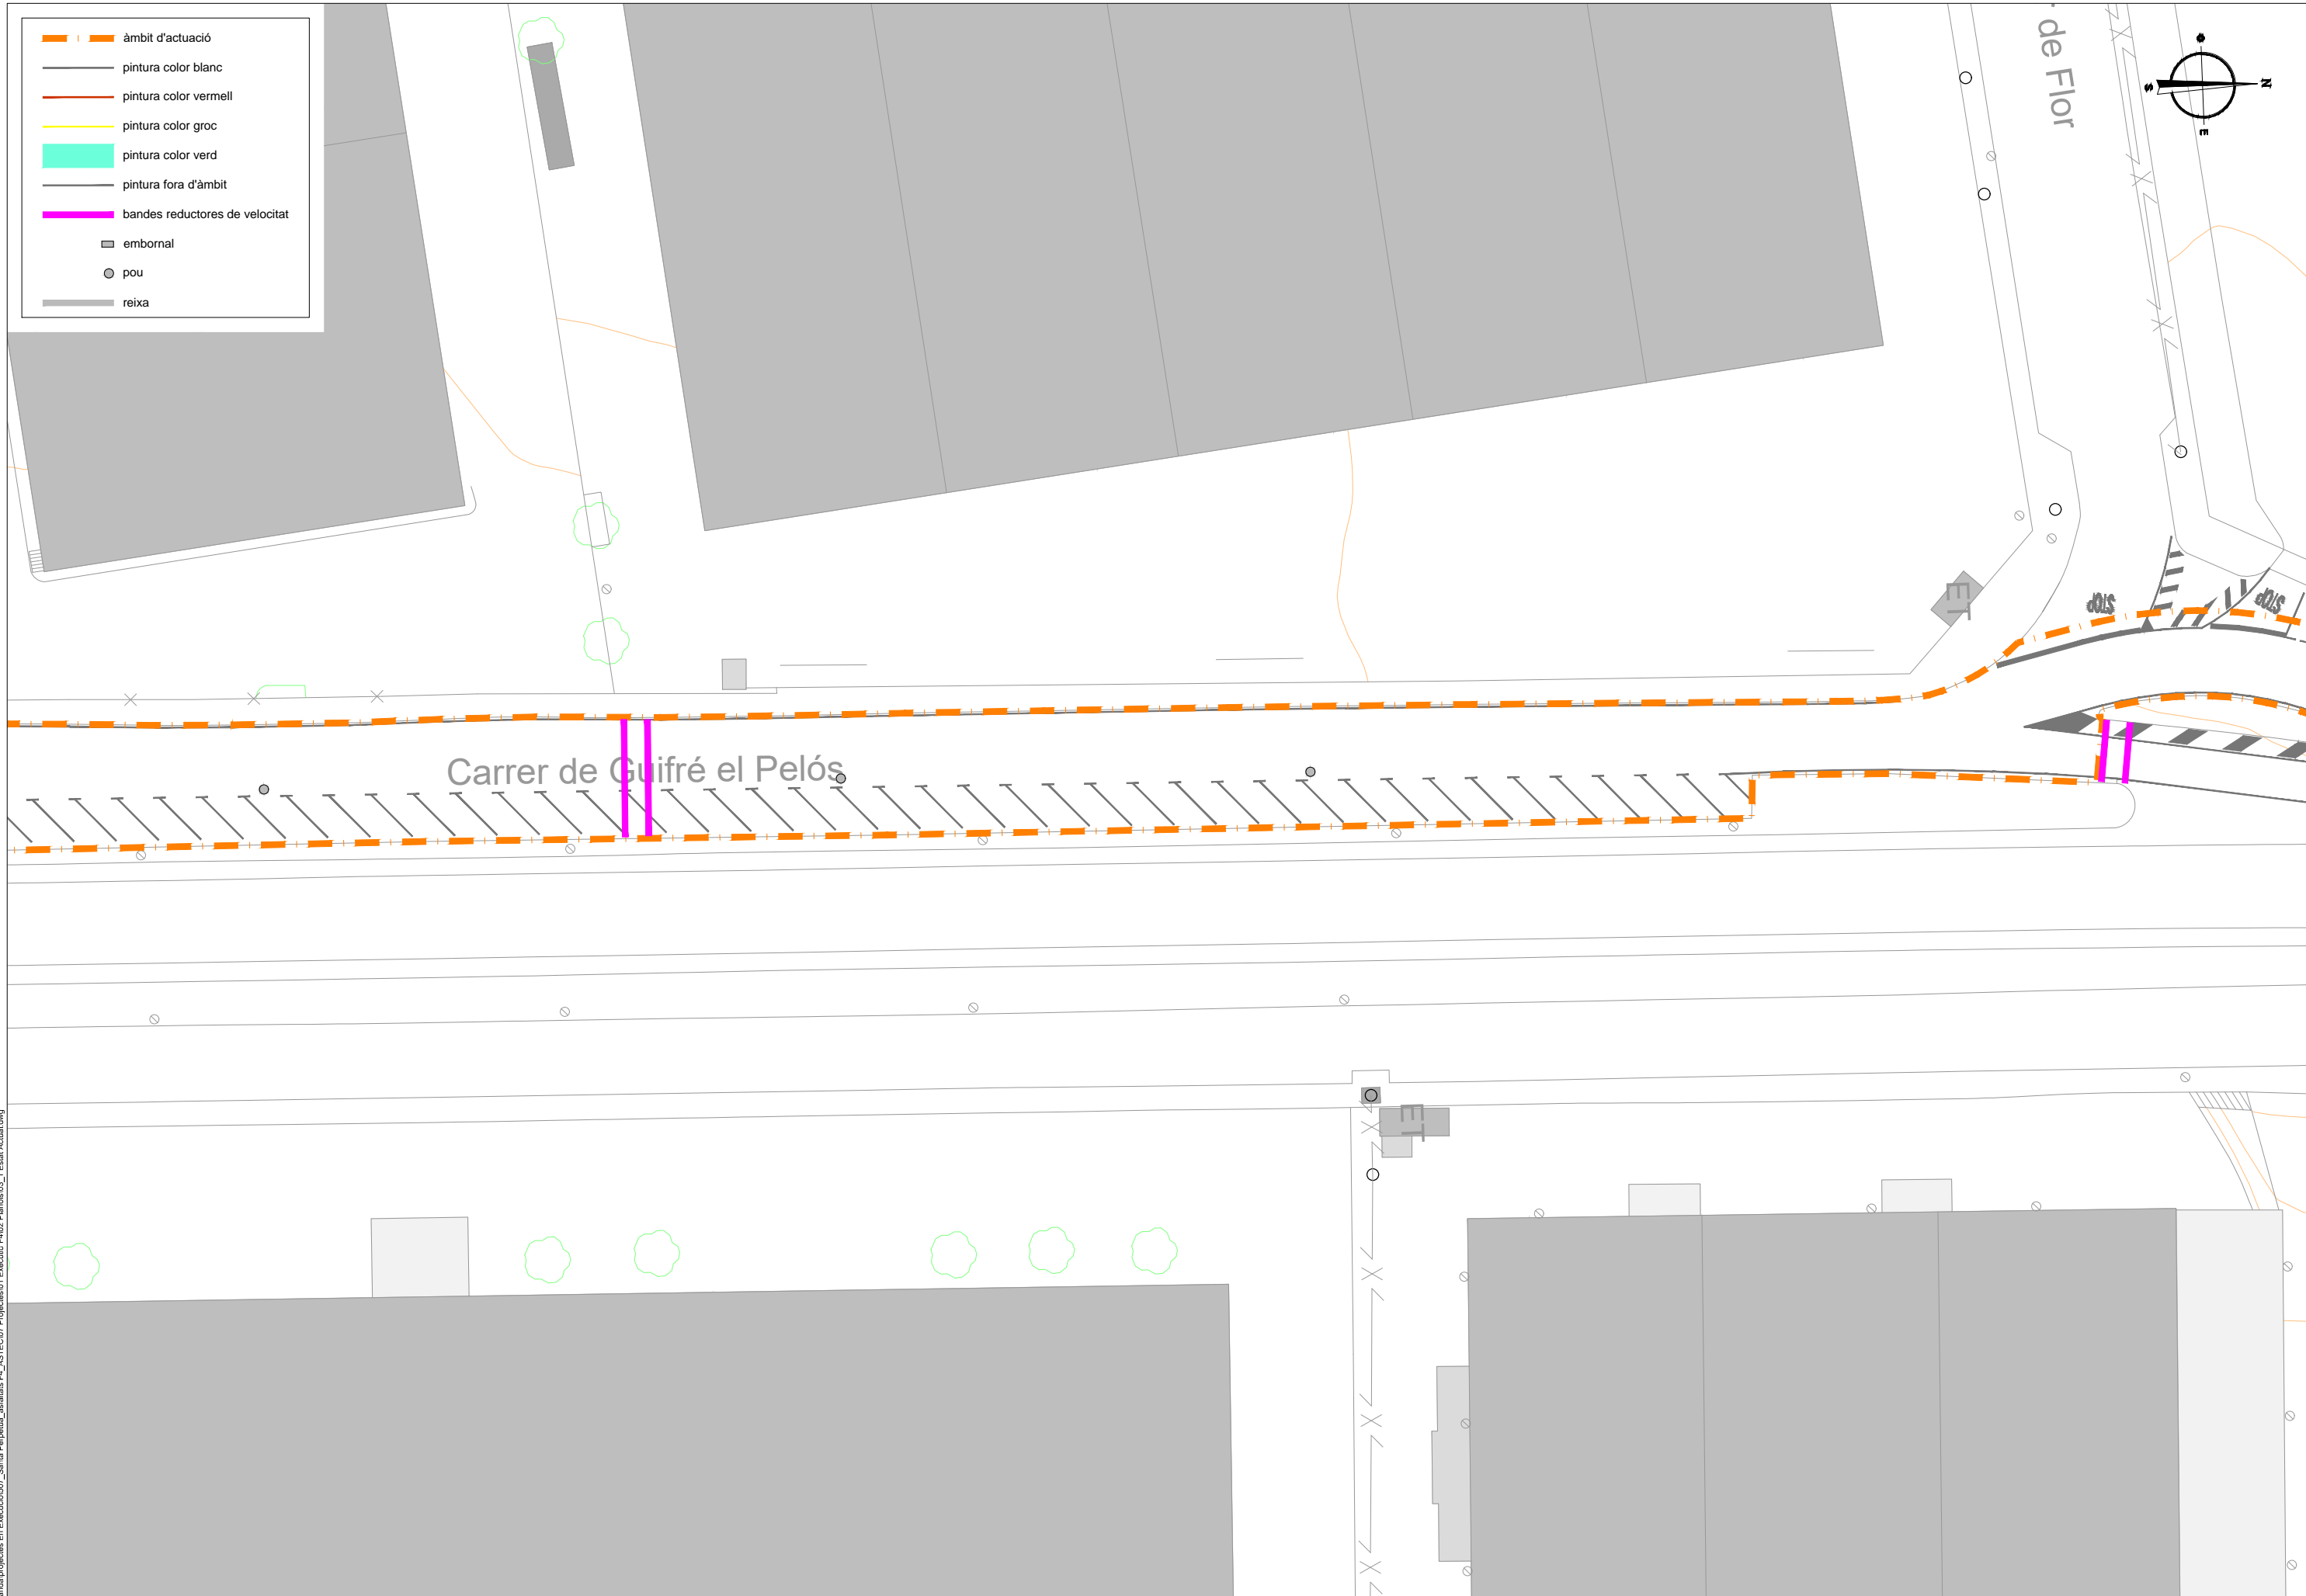 àmbit d'actuació
pintura color blanc
pintura color vermell
pintura color groc
pintura color verd
pintura fora d'àmbit
bandes reductores de velocitat
embornal
pou
reixa
de Flor
S
N
E
ET
STOP
STOP
Carrer de Guifré el Pelós
ET